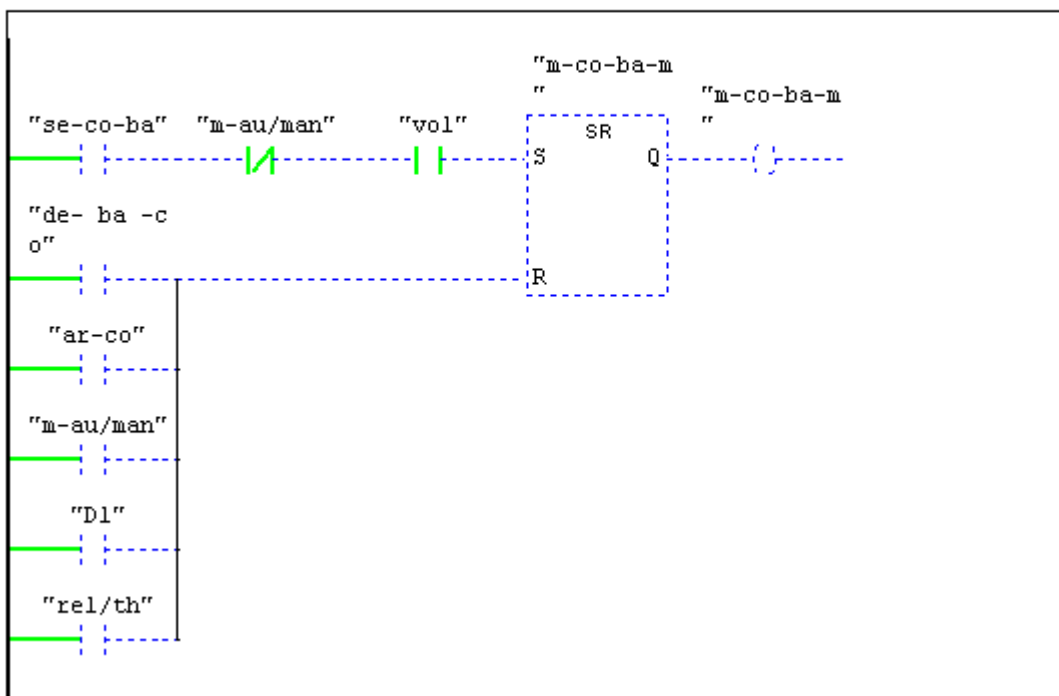 "m-co-ba-m
"
"m-co-ba-m
"
"se-co-ba" "m-au/man" "vol"
SR
S Q
"de- ba -c
o"
R
"ar-co"
"m-au/man"
"D1"
"rel/th"